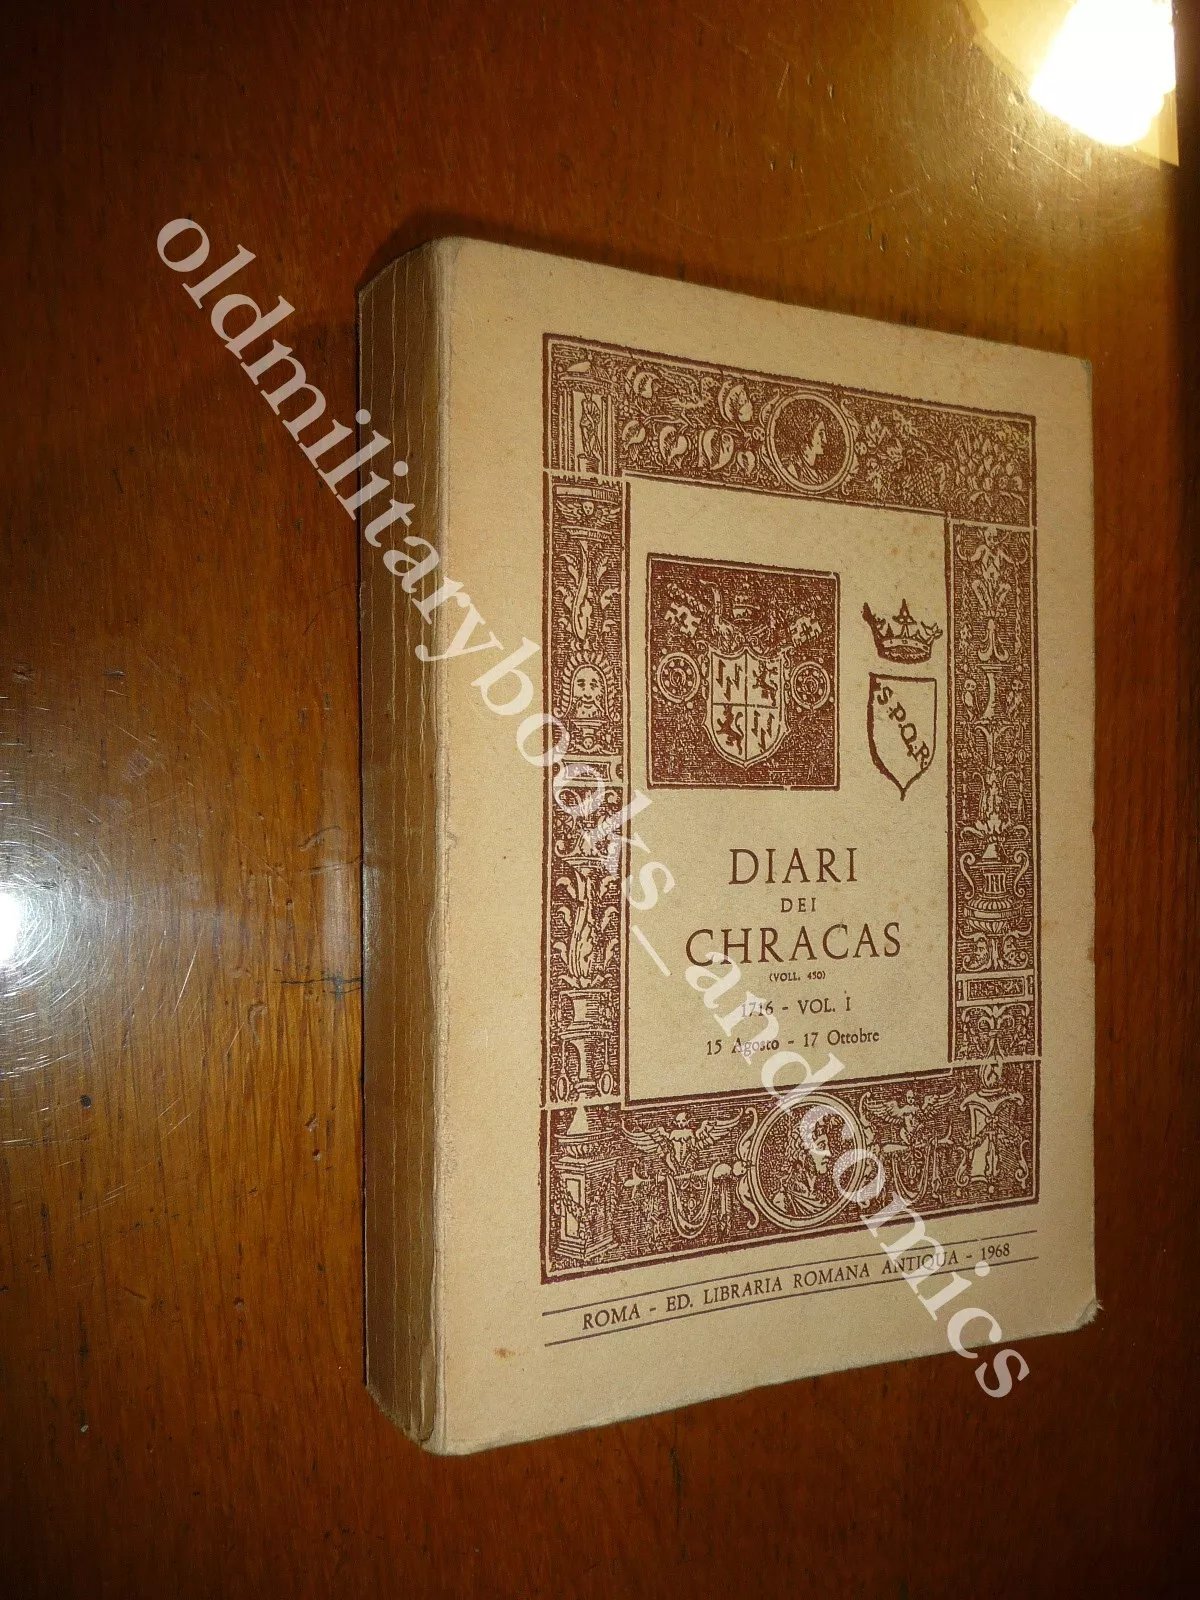 S.P.Q.R.
DIARI
DEI
CHRACAS
(VOLL. 450)
1716 - VOL. I
15 Agosto - 17 Ottobre
ROMA - ED. LIBRARIA ROMANA ANTIQUA - 1968
oldmilitarybooks_andcomics